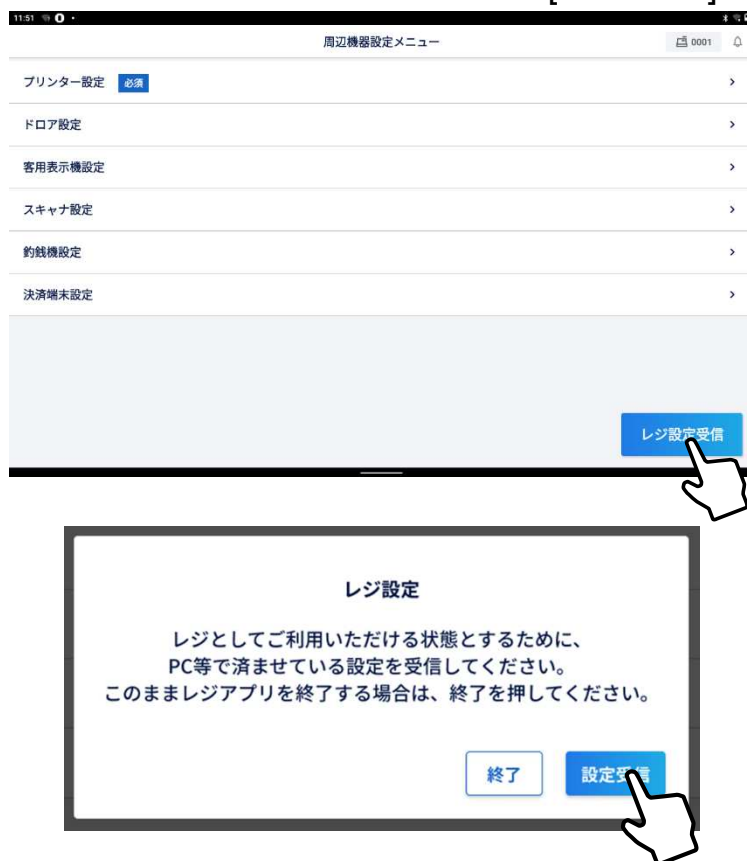 11:51
周辺機器設定メニュー
0001
プリンター設定 必須
ドロア設定
客用表示機設定
スキャナ設定
釣銭機設定
決済端末設定
レジ設定受信
レジ設定
レジとしてご利用いただける状態とするために、
PC等で済ませている設定を受信してください。
このままレジアプリを終了する場合は、終了を押してください。
終了 設定受信